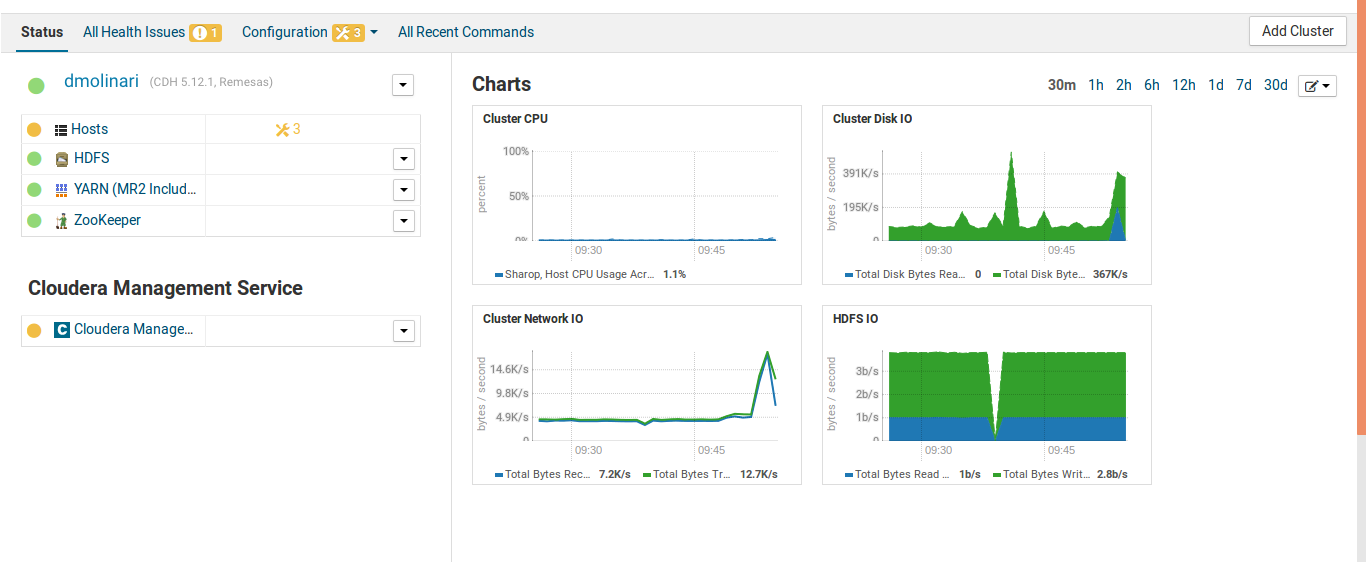 Status All Health Issues 1 Configuration 3 All Recent Commands Add Cluster
dmolinari (CDH 5.12.1, Remesas)
Hosts 3
HDFS
YARN (MR2 Includ...
ZooKeeper
Cloudera Management Service
C Cloudera Manage...
Charts 30m 1h 2h 6h 12h 1d 7d 30d
Cluster CPU
percent
100%
50%
0%
09:30 09:45
Sharop, Host CPU Usage Acr... 1.1%
Cluster Disk IO
bytes / second
391K/s
195K/s
0
09:30 09:45
Total Disk Bytes Rea... 0 Total Disk Byte... 367K/s
Cluster Network IO
bytes / second
14.6K/s
9.8K/s
4.9K/s
0
09:30 09:45
Total Bytes Rec... 7.2K/s Total Bytes Tr... 12.7K/s
HDFS IO
bytes / second
3b/s
2b/s
1b/s
0
09:30 09:45
Total Bytes Read ... 1b/s Total Bytes Writ... 2.8b/s